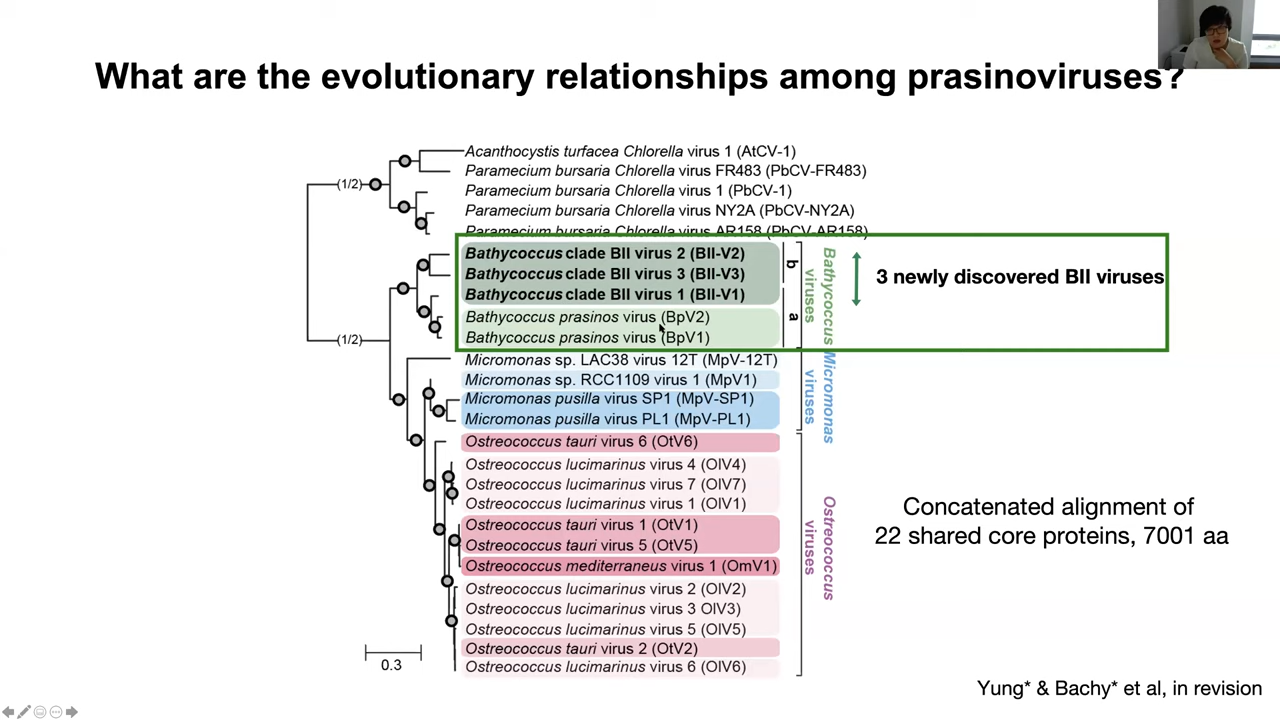 What are the evolutionary relationships among prasinoviruses?
Acanthocystis turfacea Chlorella virus 1 (AtCV-1)
Paramecium bursaria Chlorella virus FR483 (PbCV-FR483)
(1/2)
Paramecium bursaria Chlorella virus 1 (PbCV-1)
Paramecium bursaria Chlorella virus NY2A (PbCV-NY2A)
Paramecium bursaria Chlorella virus AR158 (PbCV-AR158)
Bathycoccus clade BII virus 2 (BII-V2)
Bathycoccus clade BII virus 3 (BII-V3)
Bathycoccus clade BII virus 1 (BII-V1)
b
Bathycoccus
viruses
3 newly discovered BII viruses
Bathycoccus prasinos virus (BpV2)
Bathycoccus prasinos virus (BpV1)
a
(1/2)
Micromonas sp. LAC38 virus 12T (MpV-12T)
Micromonas sp. RCC1109 virus 1 (MpV1)
Micromonas pusilla virus SP1 (MpV-SP1)
Micromonas pusilla virus PL1 (MpV-PL1)
Micromonas
viruses
Ostreococcus tauri virus 6 (OtV6)
Ostreococcus lucimarinus virus 4 (OlV4)
Ostreococcus lucimarinus virus 7 (OlV7)
Ostreococcus lucimarinus virus 1 (OlV1)
Ostreococcus tauri virus 1 (OtV1)
Ostreococcus tauri virus 5 (OtV5)
Ostreococcus mediterraneus virus 1 (OmV1)
Ostreococcus lucimarinus virus 2 (OlV2)
Ostreococcus lucimarinus virus 3 OlV3)
Ostreococcus lucimarinus virus 5 (OlV5)
Ostreococcus tauri virus 2 (OtV2)
Ostreococcus lucimarinus virus 6 (OlV6)
Ostreococcus
viruses
Concatenated alignment of
22 shared core proteins, 7001 aa
0.3
Yung* & Bachy* et al, in revision